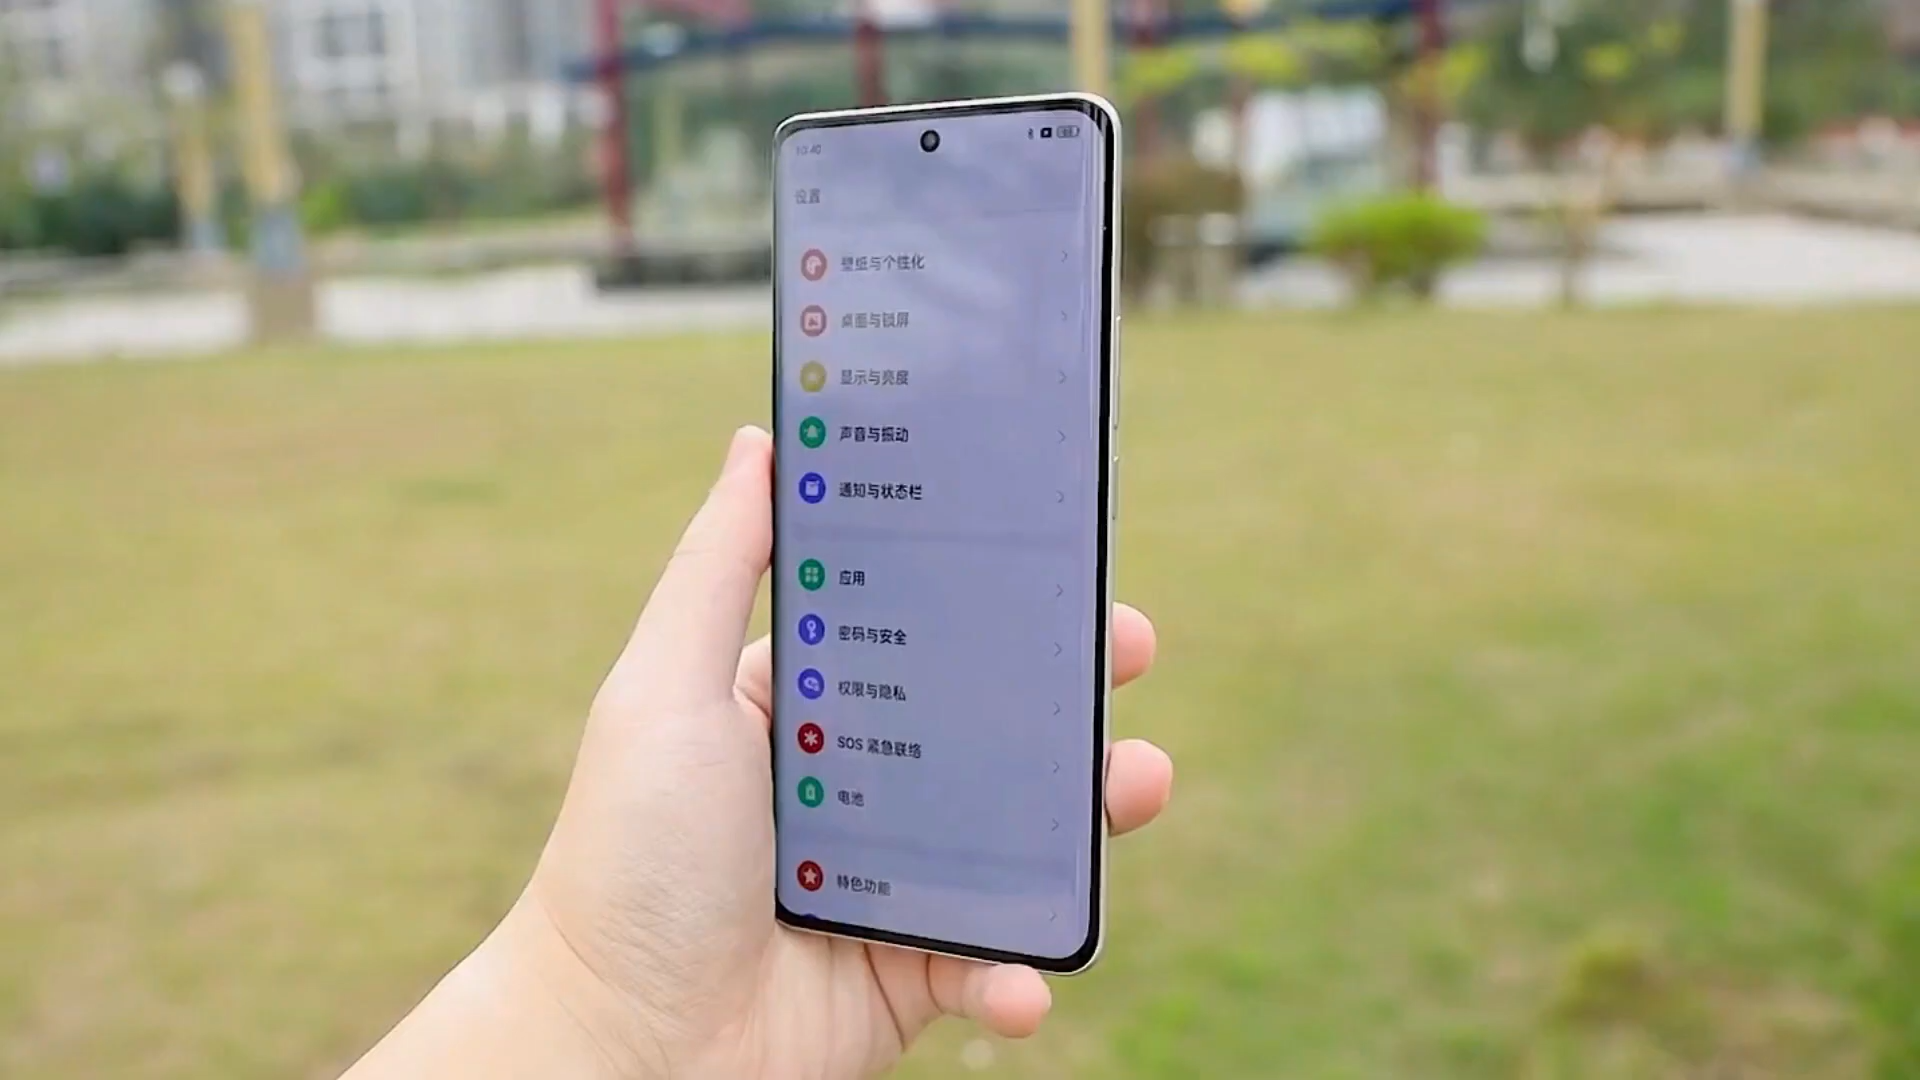 10:40
设置
壁纸与个性化
桌面与锁屏
显示与亮度
声音与振动
通知与状态栏
应用
密码与安全
权限与隐私
SOS 紧急联络
电池
特色功能